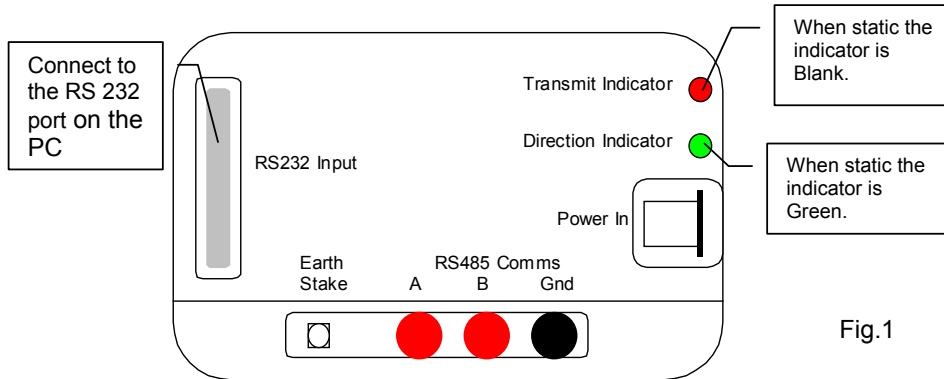 When static the
indicator is
Blank.
Connect to
the RS 232
port on the
PC
Transmit Indicator
Direction Indicator
RS232 Input
When static the
indicator is
Green.
Power In
Earth
Stake
RS485 Comms
A B Gnd
Fig.1